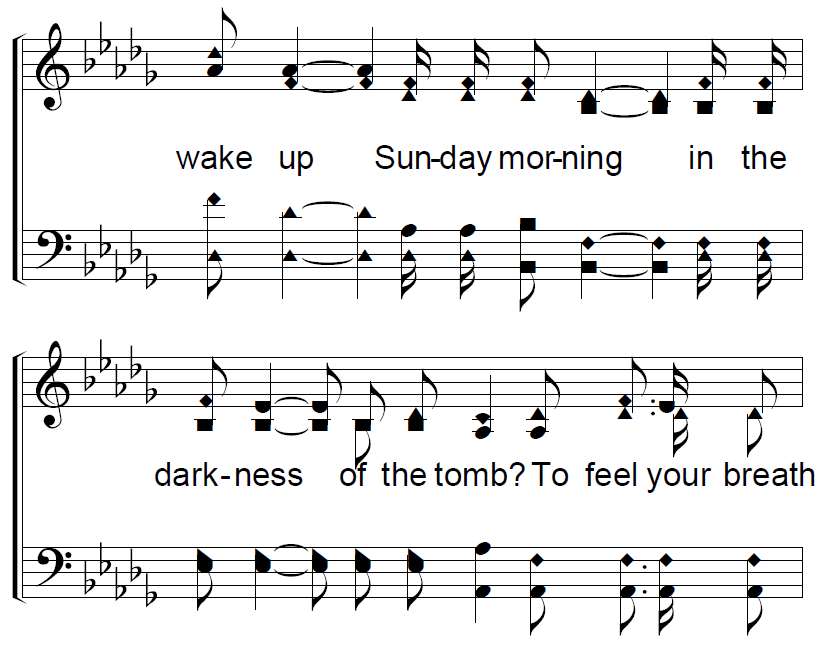 wake up Sun-day mor-ning in the
dark-ness of the tomb? To feel your breath